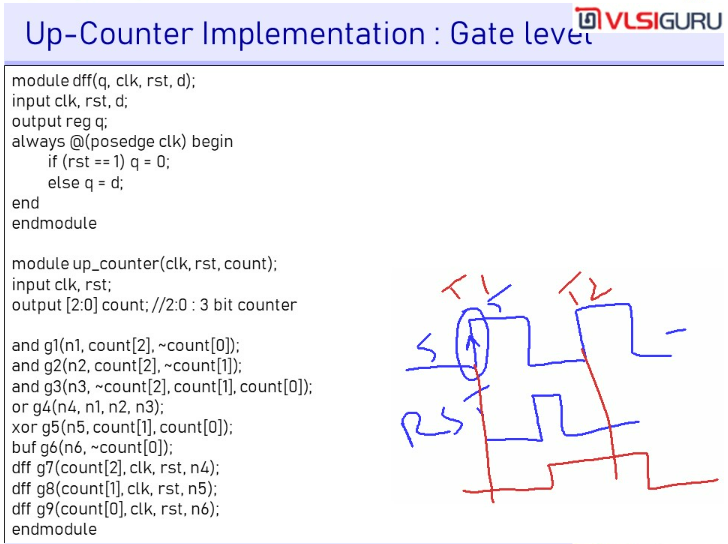 Up-Counter Implementation : Gate level
VLSIGURU
module dff(q, clk, rst, d);
input clk, rst, d;
output reg q;
always @(posedge clk) begin
if (rst == 1) q = 0;
else q = d;
end
endmodule
module up_counter(clk, rst, count);
input clk, rst;
output [2:0] count; //2:0 : 3 bit counter
and g1(n1, count[2], ~count[0]);
and g2(n2, count[2], ~count[1]);
and g3(n3, ~count[2], count[1], count[0]);
or g4(n4, n1, n2, n3);
xor g5(n5, count[1], count[0]);
buf g6(n6, ~count[0]);
dff g7(count[2], clk, rst, n4);
dff g8(count[1], clk, rst, n5);
dff g9(count[0], clk, rst, n6);
endmodule
T1
T2
S
RS